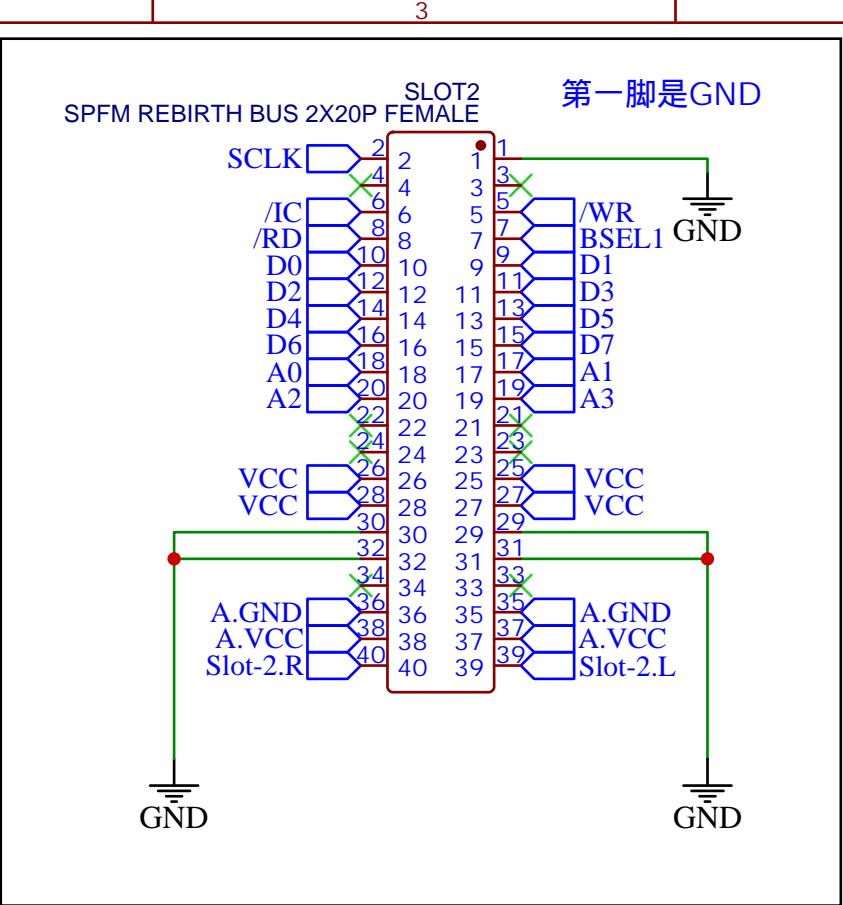 3
SLOT2
第一脚是GND
SPFM REBIRTH BUS 2X20P FEMALE
SCLK 2 2 1 1
4 4 3 3
/IC 6 6 5 5 /WR
/RD 8 8 7 7 BSEL1 GND
D0 10 10 9 9 D1
D2 12 12 11 11 D3
D4 14 14 13 13 D5
D6 16 16 15 15 D7
A0 18 18 17 17 A1
A2 20 20 19 19 A3
22 22 21 21
24 24 23 23
VCC 26 26 25 25 VCC
VCC 28 28 27 27 VCC
30 30 29 29
32 32 31 31
34 34 33 33
A.GND 36 36 35 35 A.GND
A.VCC 38 38 37 37 A.VCC
Slot-2.R 40 40 39 39 Slot-2.L
GND GND